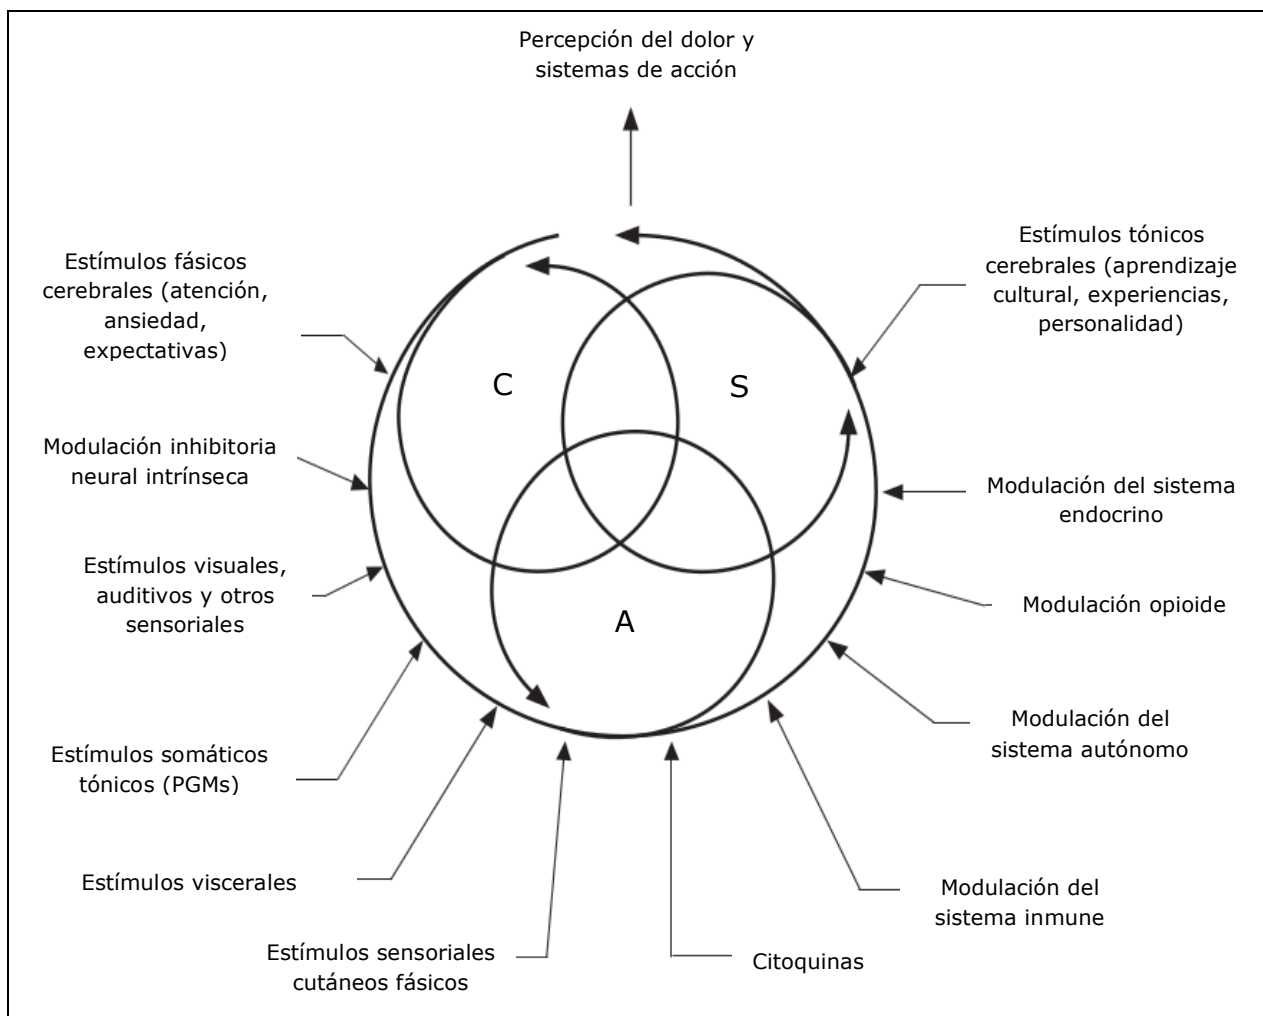 Percepción del dolor y
sistemas de acción
Estímulos fásicos
cerebrales (atención,
ansiedad,
expectativas)
Estímulos tónicos
cerebrales (aprendizaje
cultural, experiencias,
personalidad)
C
S
A
Modulación inhibitoria
neural intrínseca
Modulación del sistema
endocrino
Estímulos visuales,
auditivos y otros
sensoriales
Modulación opioide
Estímulos somáticos
tónicos (PGMs)
Modulación del
sistema autónomo
Estímulos viscerales
Modulación del
sistema inmune
Estímulos sensoriales
cutáneos fásicos
Citoquinas